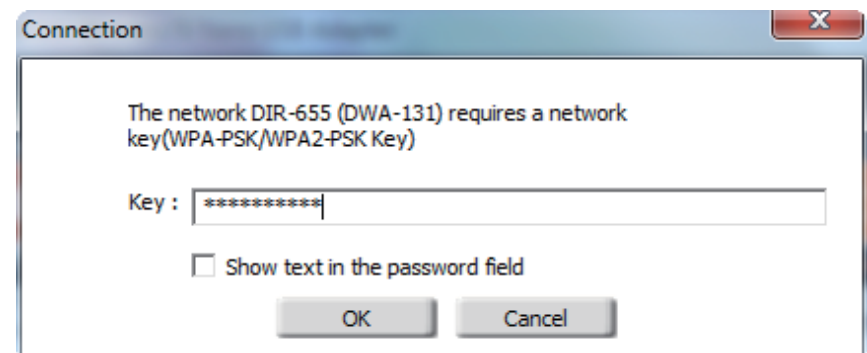 Connection
The network DIR-655 (DWA-131) requires a network
key(WPA-PSK/WPA2-PSK Key)
Key : **********
Show text in the password field
OK Cancel